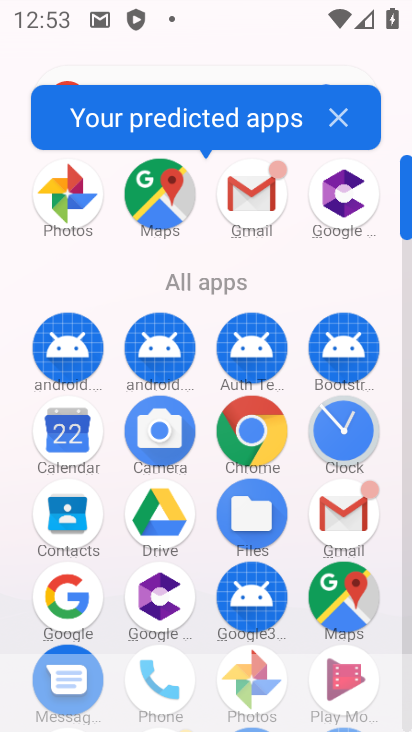 12:53
Your predicted apps
Photos Maps Gmail Google ...
All apps
android.... android.... Auth Te... Bootstr...
22
Calendar Camera Chrome Clock
Contacts Drive Files Gmail
Google Google ... Google3... Maps
Messag... Phone Photos Play Mo...